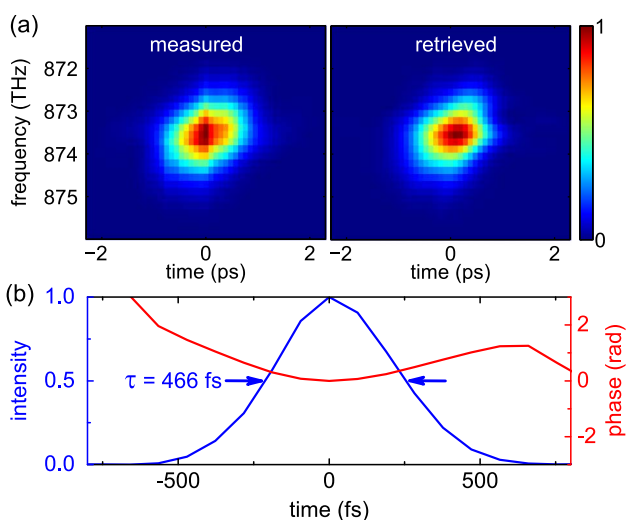 (a)
measured
retrieved
frequency (THz)
872
873
874
875
−2
0
2
−2
0
2
time (ps)
time (ps)
1
0
(b)
intensity
1.0
0.5
0.0
τ = 466 fs
phase (rad)
2
0
-2
-500
0
500
time (fs)